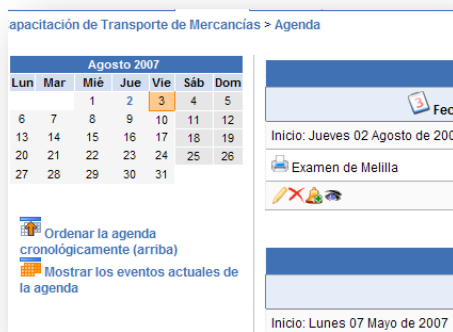 apacitación de Transporte de Mercancías > Agenda
Agosto 2007
Lun Mar Mié Jue Vie Sáb Dom
1 2 3 4 5
6 7 8 9 10 11 12
13 14 15 16 17 18 19
20 21 22 23 24 25 26
27 28 29 30 31
Ordenar la agenda
cronológicamente (arriba)
Mostrar los eventos actuales de
la agenda
3 Fec
Inicio: Jueves 02 Agosto de 200
Examen de Melilla
Inicio: Lunes 07 Mayo de 2007